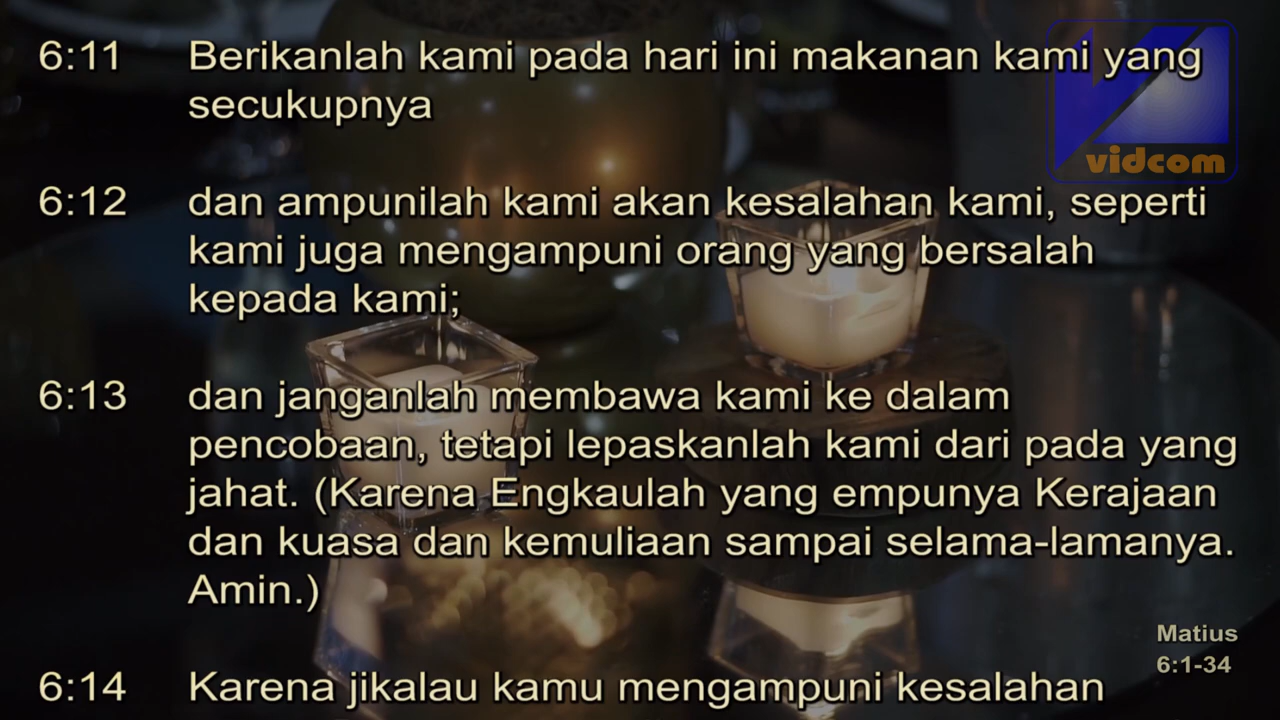 6:11 Berikanlah kami pada hari ini makanan kami yang
secukupnya
vidcom
6:12 dan ampunilah kami akan kesalahan kami, seperti
kami juga mengampuni orang yang bersalah
kepada kami;
6:13 dan janganlah membawa kami ke dalam
pencobaan, tetapi lepaskanlah kami dari pada yang
jahat. (Karena Engkaulah yang empunya Kerajaan
dan kuasa dan kemuliaan sampai selama-lamanya.
Amin.)
Matius
6:1-34
6:14 Karena jikalau kamu mengampuni kesalahan